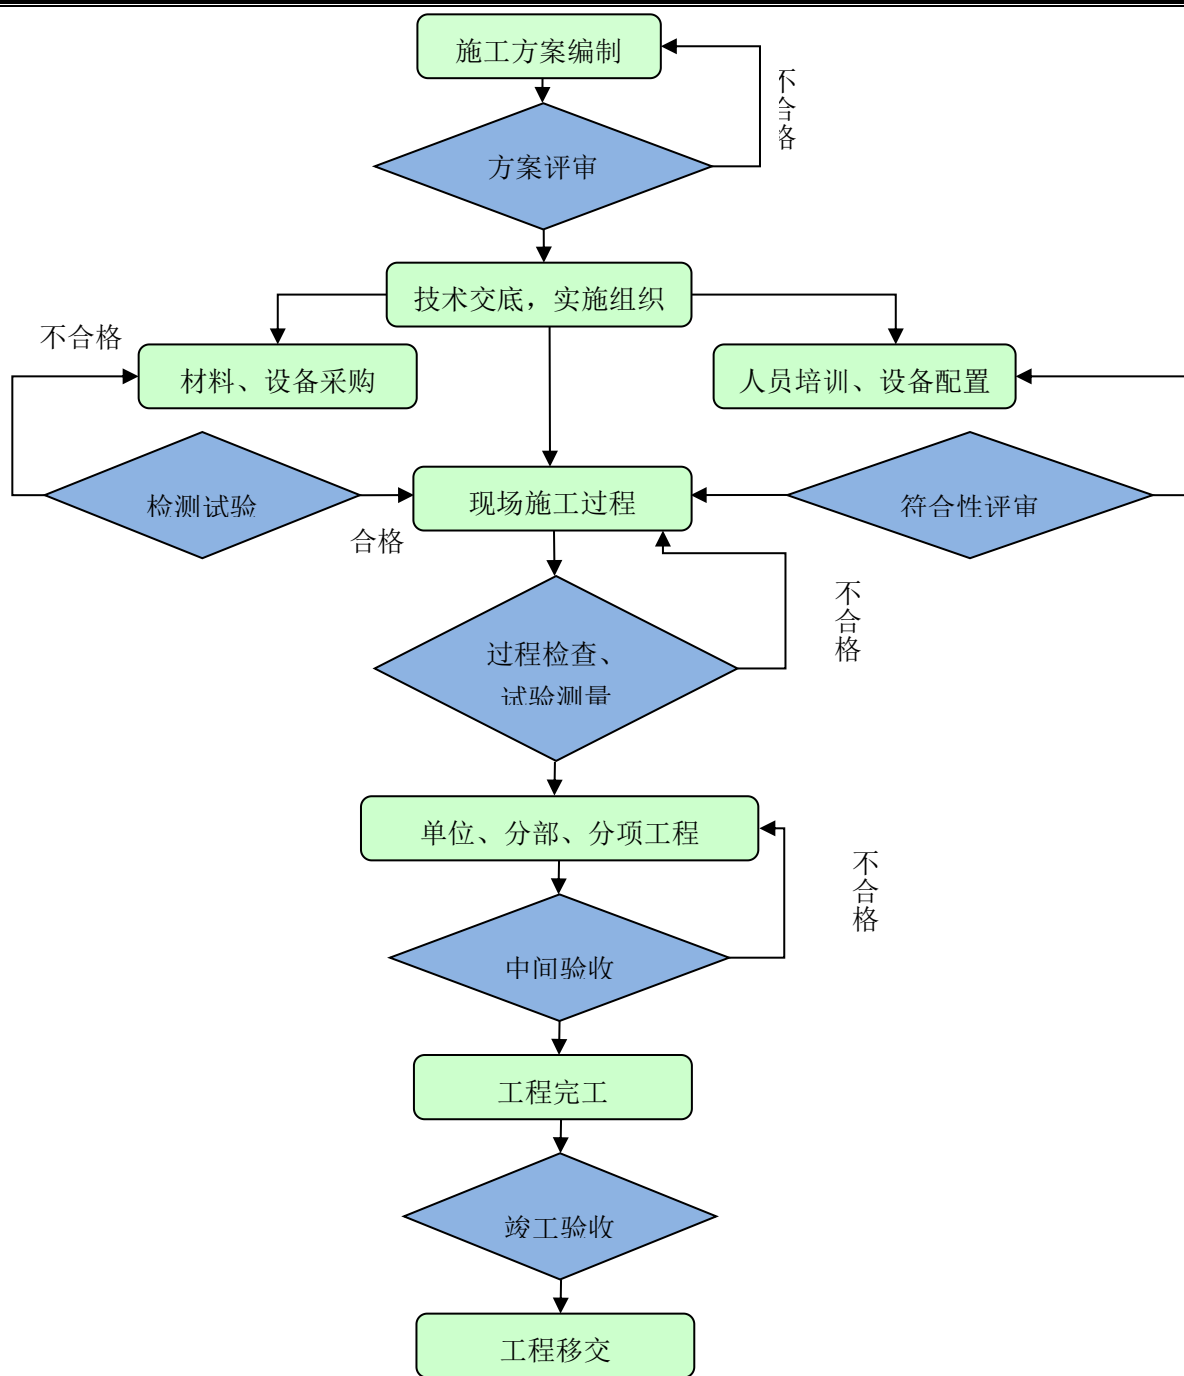 施工方案编制
不合格
方案评审
技术交底，实施组织
不合格
材料、设备采购
人员培训、设备配置
检测试验
现场施工过程
符合性评审
合格
不合格
过程检查、
试验测量
单位、分部、分项工程
不合格
中间验收
工程完工
竣工验收
工程移交